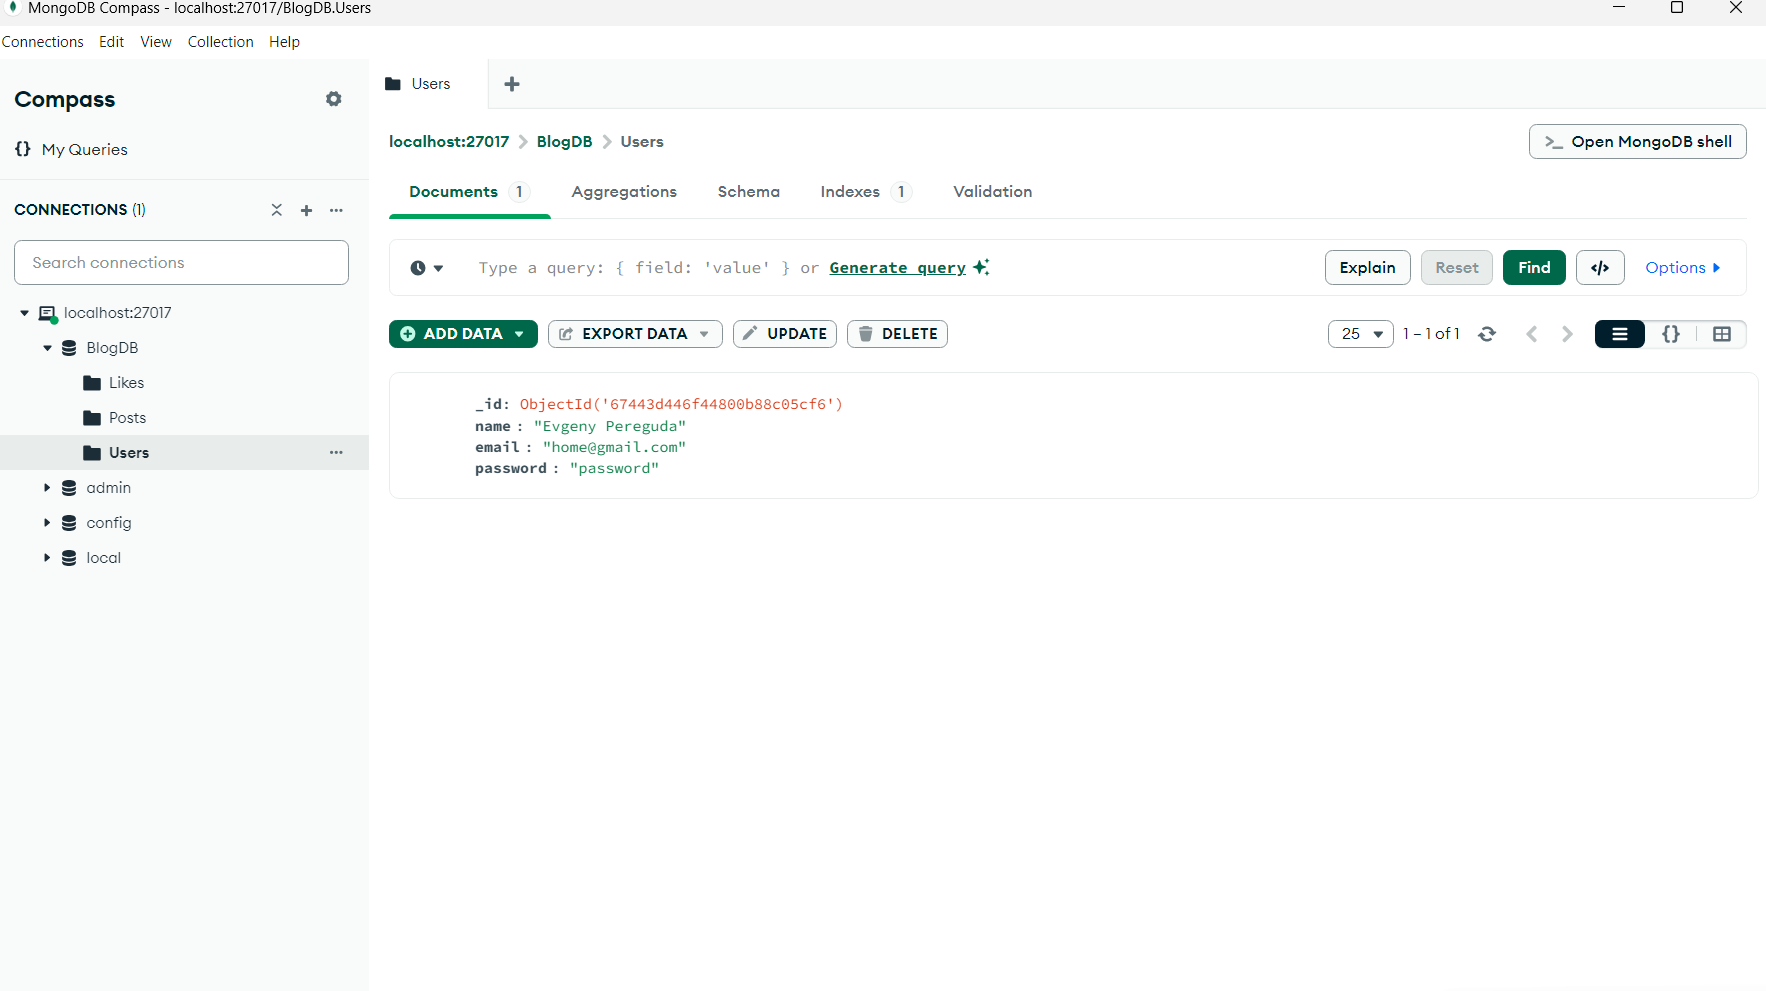 MongoDB Compass - localhost:27017/BlogDB.Users
Connections Edit View Collection Help
Compass
{} My Queries
CONNECTIONS (1)
Search connections
localhost:27017
BlogDB
Likes
Posts
Users
admin
config
local
Users
localhost:27017 > BlogDB > Users
>_ Open MongoDB shell
Documents 1 Aggregations Schema Indexes 1 Validation
Type a query: { field: 'value' } or Generate query
Explain Reset Find </> Options
ADD DATA EXPORT DATA UPDATE DELETE
25 1 – 1 of 1 {}
_id: ObjectId('67443d446f44800b88c05cf6')
name : "Evgeny Pereguda"
email : "home@gmail.com"
password : "password"